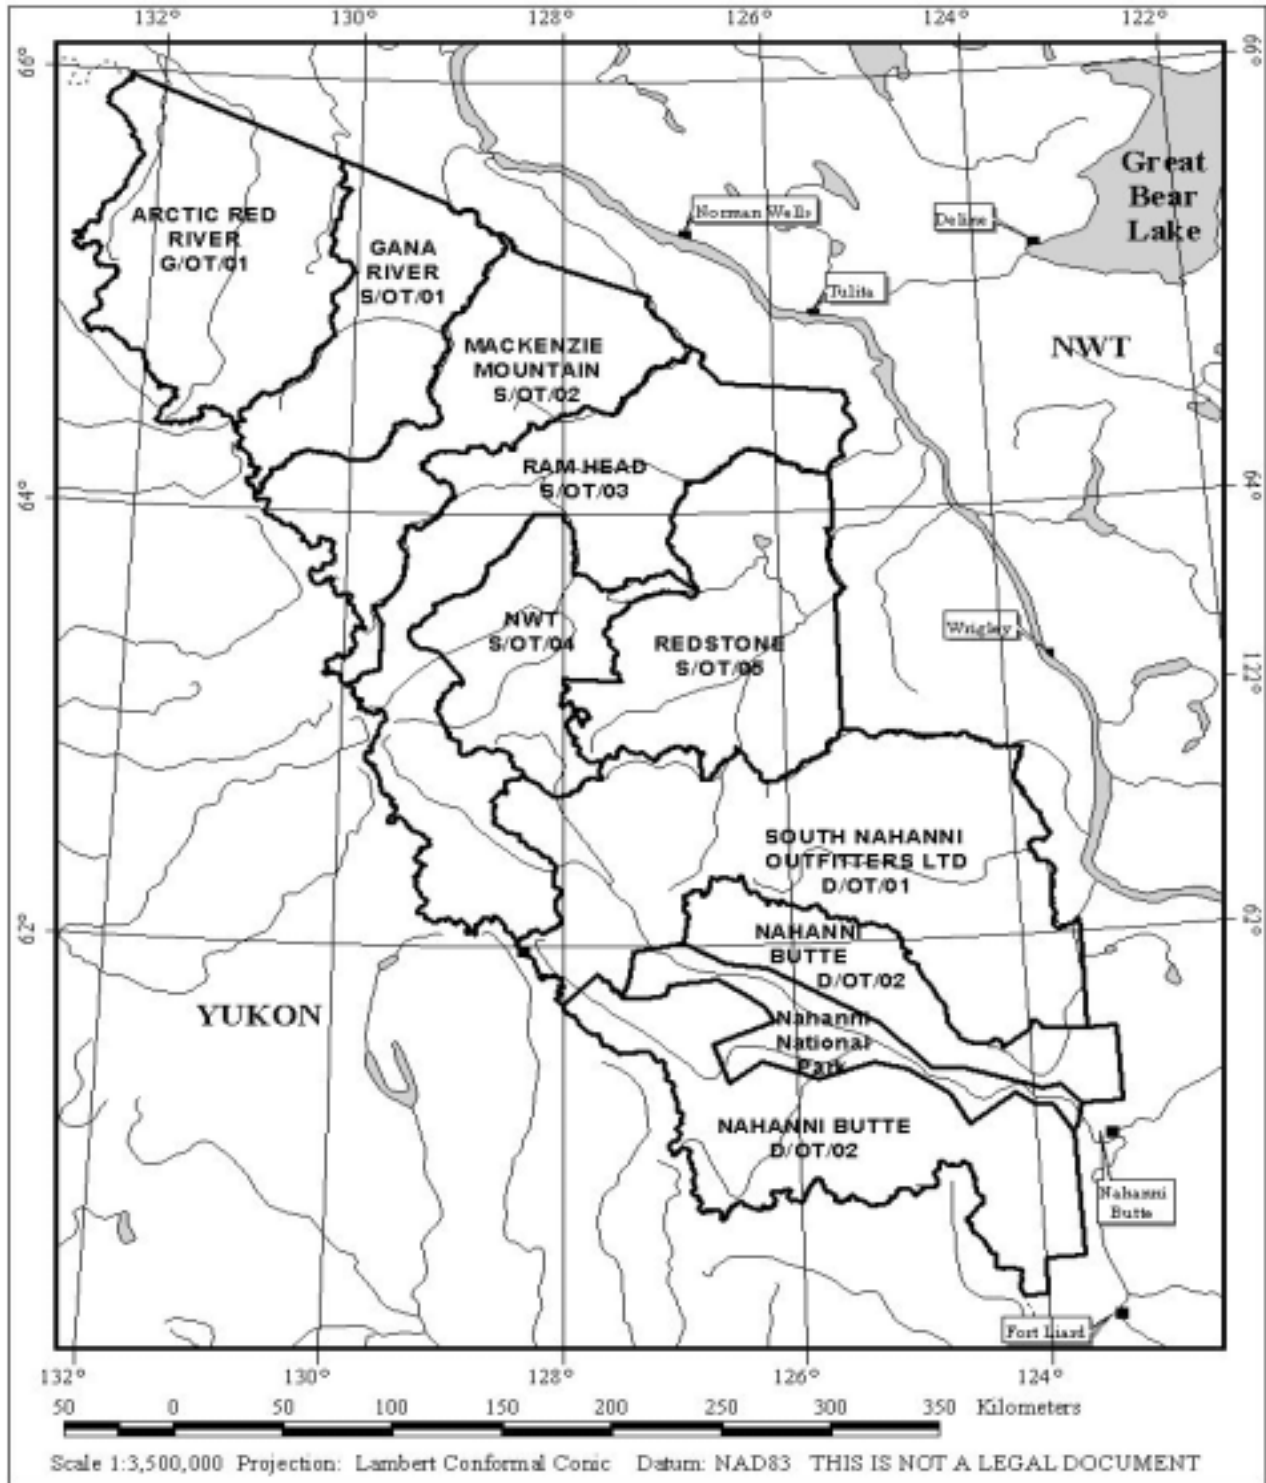 132° 130° 128° 126° 124° 122°
66°
66°
Great
Bear
Lake
Norman Wells
Deline
ARCTIC RED
RIVER
G/OT/01
GANA
RIVER
S/OT/01
Tulita
NWT
MACKENZIE
MOUNTAIN
S/OT/02
RAM HEAD
S/OT/03
64°
64°
NWT
S/OT/04
REDSTONE
S/OT/05
Wrigley
122°
SOUTH NAHANNI
OUTFITTERS LTD
D/OT/01
62°
62°
NAHANNI
BUTTE
D/OT/02
YUKON
Nahanni
National
Park
NAHANNI BUTTE
D/OT/02
Nahanni
Butte
Fort Liard
132° 130° 128° 126° 124°
50 0 50 100 150 200 250 300 350 Kilometers
Scale 1:3,500,000 Projection: Lambert Conformal Conic Datum: NAD83 THIS IS NOT A LEGAL DOCUMENT